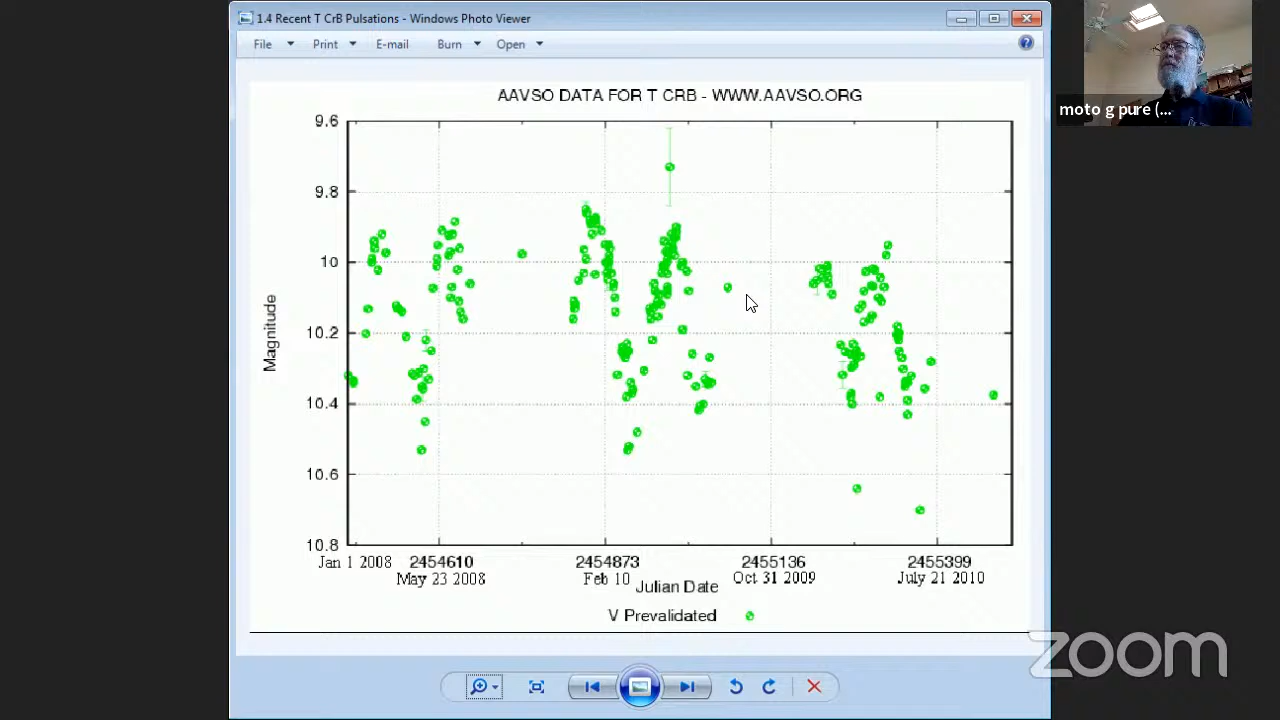 1.4 Recent T CrB Pulsations - Windows Photo Viewer
File Print E-mail Burn Open
moto g pure (...
AAVSO DATA FOR T CRB - WWW.AAVSO.ORG
9.6
9.8
10
10.2
10.4
10.6
10.8
Magnitude
2454610 2454873 2455136 2455399
Jan 1 2008 May 23 2008 Feb 10 Oct 31 2009 July 21 2010
Julian Date
V Prevalidated
zoom